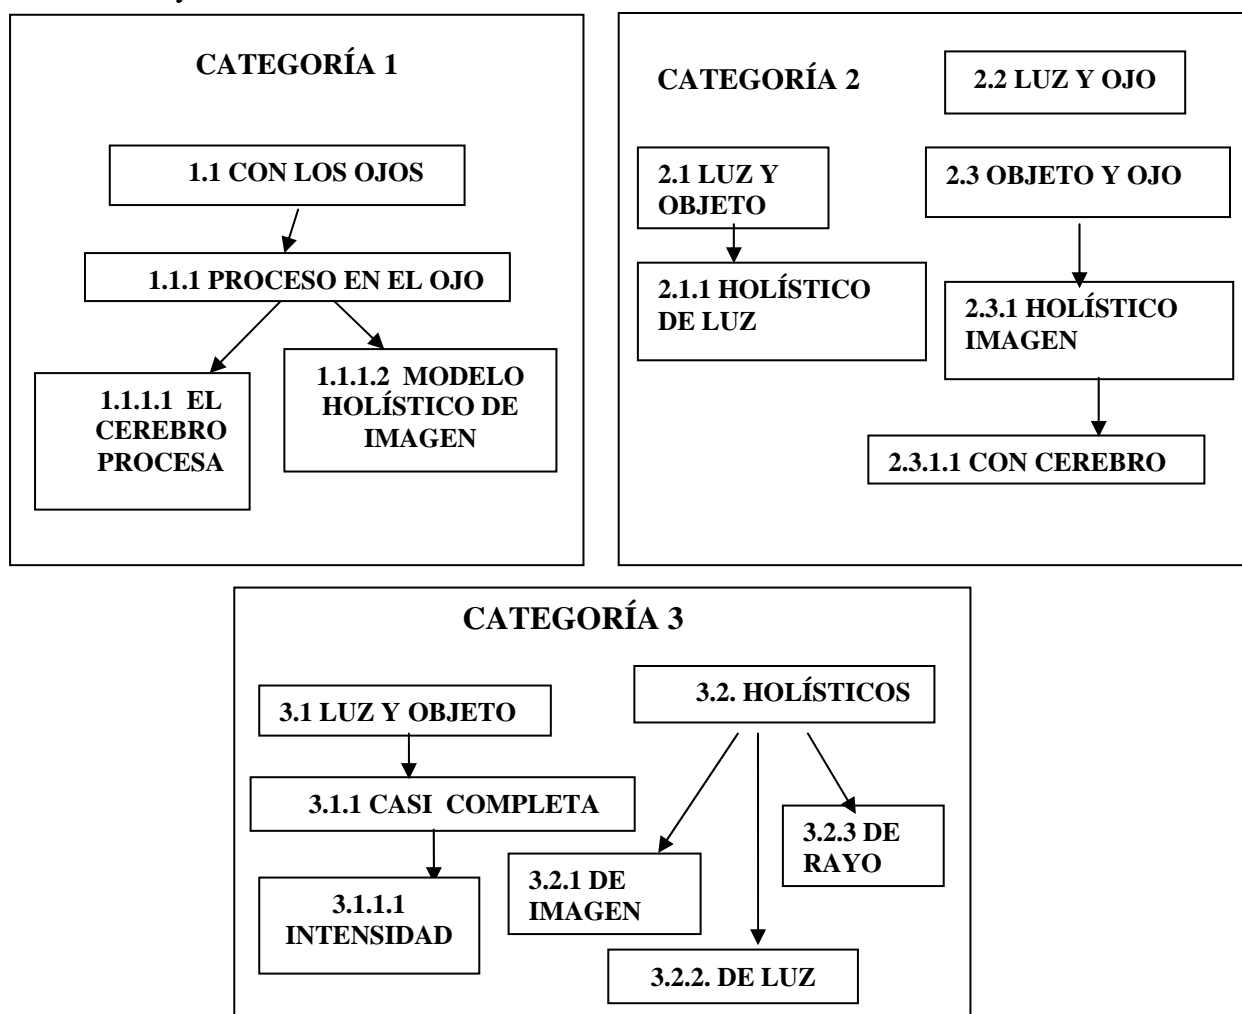 y
CATEGORÍA 1
1.1 CON LOS OJOS
1.1.1 PROCESO EN EL OJO
1.1.1.1 EL
CEREBRO
PROCESA
1.1.1.2 MODELO
HOLÍSTICO DE
IMAGEN
CATEGORÍA 2
2.2 LUZ Y OJO
2.1 LUZ Y
OBJETO
2.3 OBJETO Y OJO
2.1.1 HOLÍSTICO
DE LUZ
2.3.1 HOLÍSTICO
IMAGEN
2.3.1.1 CON CEREBRO
CATEGORÍA 3
3.1 LUZ Y OBJETO
3.2. HOLÍSTICOS
3.1.1 CASI COMPLETA
3.1.1.1
INTENSIDAD
3.2.1 DE
IMAGEN
3.2.3 DE
RAYO
3.2.2. DE LUZ